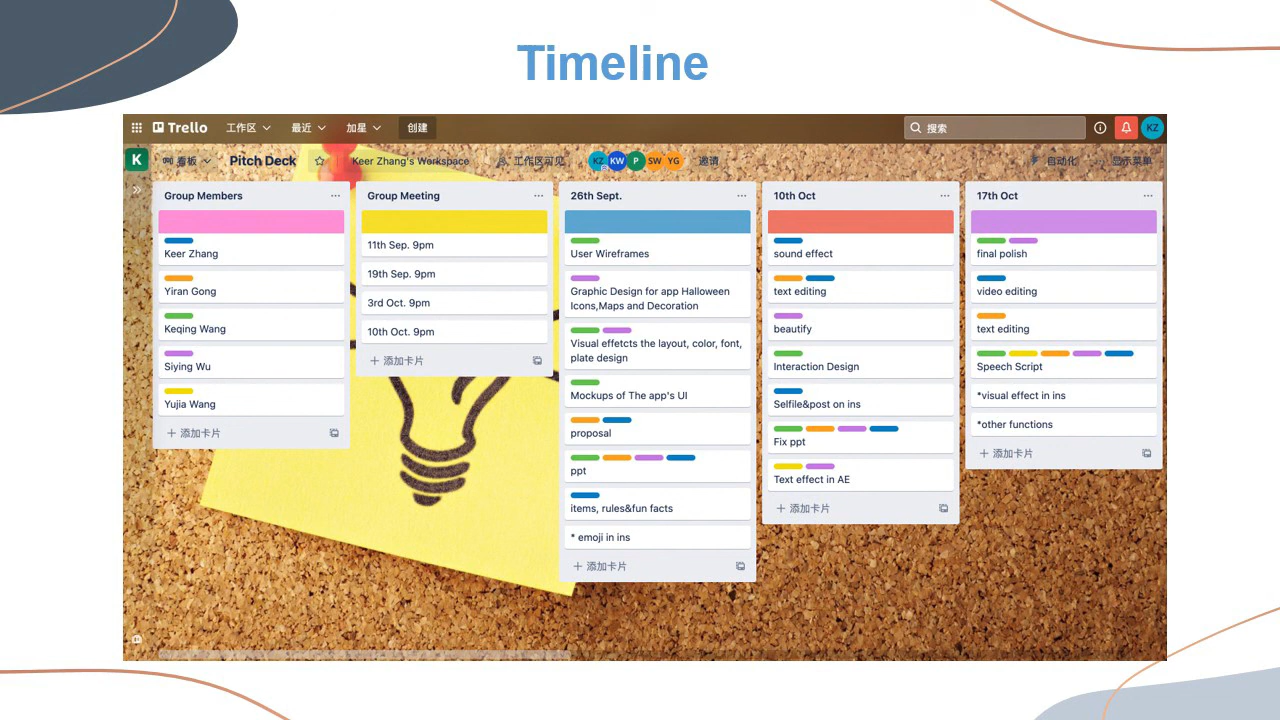 Timeline
Trello 工作区 最近 加星 创建 搜索 KZ
K 看板 Pitch Deck Keer Zhang's Workspace 工作区可见 KZ KW P SW YG 邀请 自动化 显示菜单
Group Members
Keer Zhang
Yiran Gong
Keqing Wang
Siying Wu
Yujia Wang
+ 添加卡片
Group Meeting
11th Sep. 9pm
19th Sep. 9pm
3rd Oct. 9pm
10th Oct. 9pm
+ 添加卡片
26th Sept.
User Wireframes
Graphic Design for app Halloween
Icons,Maps and Decoration
Visual effetcts the layout, color, font,
plate design
Mockups of The app's UI
proposal
ppt
items, rules&fun facts
* emoji in ins
+ 添加卡片
10th Oct
sound effect
text editing
beautify
Interaction Design
Selfile&post on ins
Fix ppt
Text effect in AE
+ 添加卡片
17th Oct
final polish
video editing
text editing
Speech Script
*visual effect in ins
*other functions
+ 添加卡片